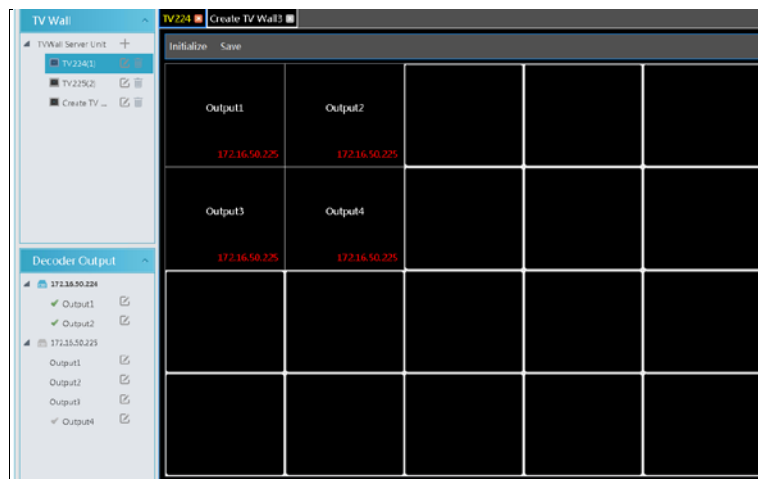 TV Wall
TVWall Server Unit
TV224(1)
TV225(2)
Create TV ...
TV224 Create TV Wall3
Initialize Save
Output1 Output2
172.16.50.225 172.16.50.225
Output3 Output4
172.16.50.225 172.16.50.225
Decoder Output
172.16.50.224
Output1
Output2
172.16.50.225
Output1
Output2
Output3
Output4